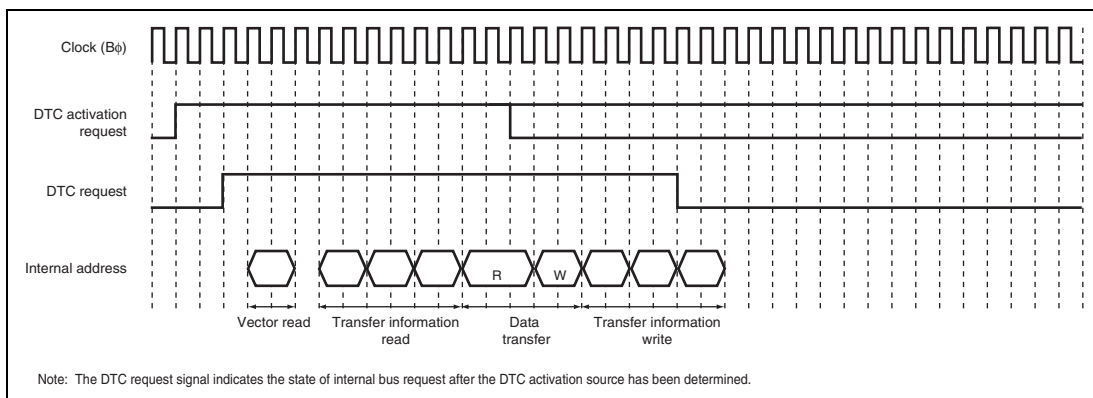 Clock (Bφ)
DTC activation
request
DTC request
Internal address
R
W
Vector read
Transfer information
read
Data
transfer
Transfer information
write
Note: The DTC request signal indicates the state of internal bus request after the DTC activation source has been determined.